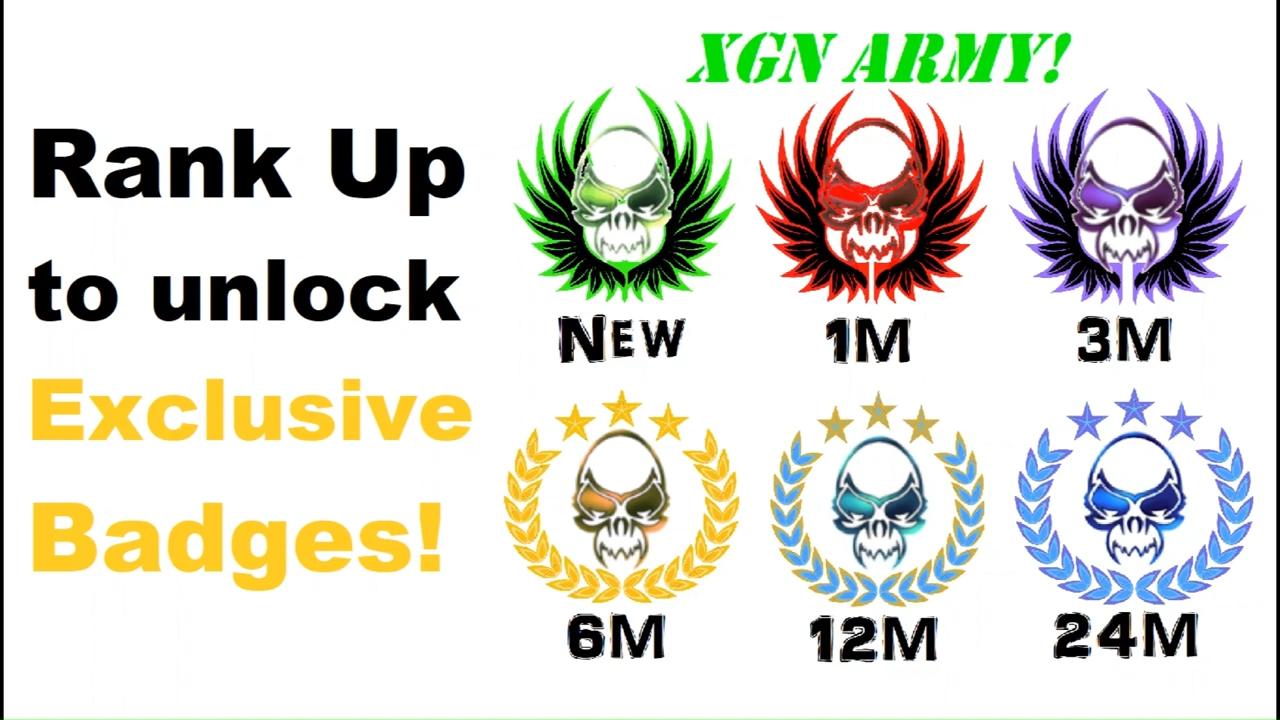 Rank Up
to unlock
Exclusive
Badges!
XGN ARMY!
New 1M 3M
6M 12M 24M